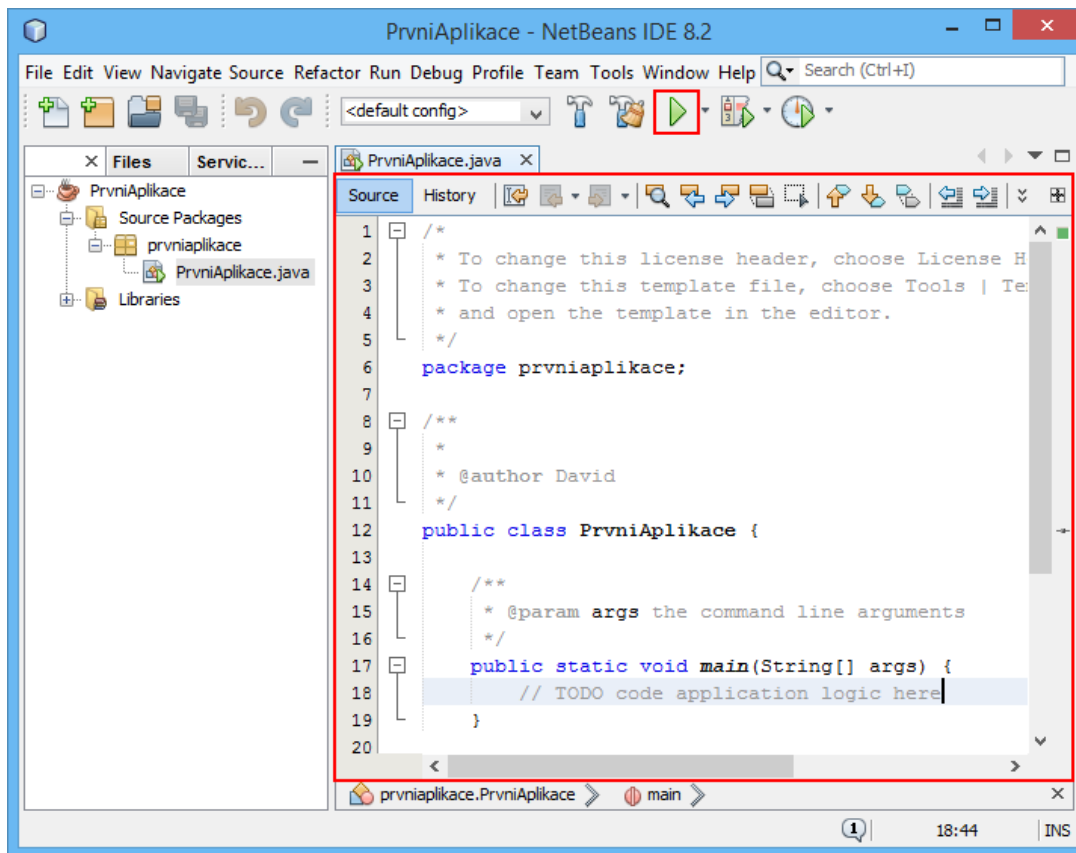 PrvniAplikace - NetBeans IDE 8.2
File Edit View Navigate Source Refactor Run Debug Profile Team Tools Window Help Search (Ctrl+I)
<default config>
Files Servic...
PrvniAplikace.java
PrvniAplikace
Source Packages
prvniaplikace
PrvniAplikace.java
Libraries
Source History
1 /*
2 * To change this license header, choose License H
3 * To change this template file, choose Tools | Te
4 * and open the template in the editor.
5 */
6 package prvniaplikace;
7
8 /**
9 *
10 * @author David
11 */
12 public class PrvniAplikace {
13
14 /**
15 * @param args the command line arguments
16 */
17 public static void main(String[] args) {
18 // TODO code application logic here
19 }
20
prvniaplikace.PrvniAplikace main
1 18:44 INS